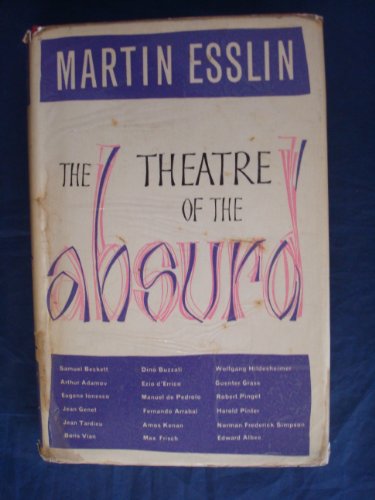 MARTIN ESSLIN
THE THEATRE
OF THE
absurd
Samuel Beckett
Arthur Adamov
Eugene Ionesco
Jean Genet
Jean Tardieu
Boris Vian
Dino Buzzati
Ezio d'Errico
Manuel de Pedrolo
Fernando Arrabal
Amos Kenan
Max Frisch
Wolfgang Hildesheimer
Guenter Grass
Robert Pinget
Harold Pinter
Norman Frederick Simpson
Edward Albee